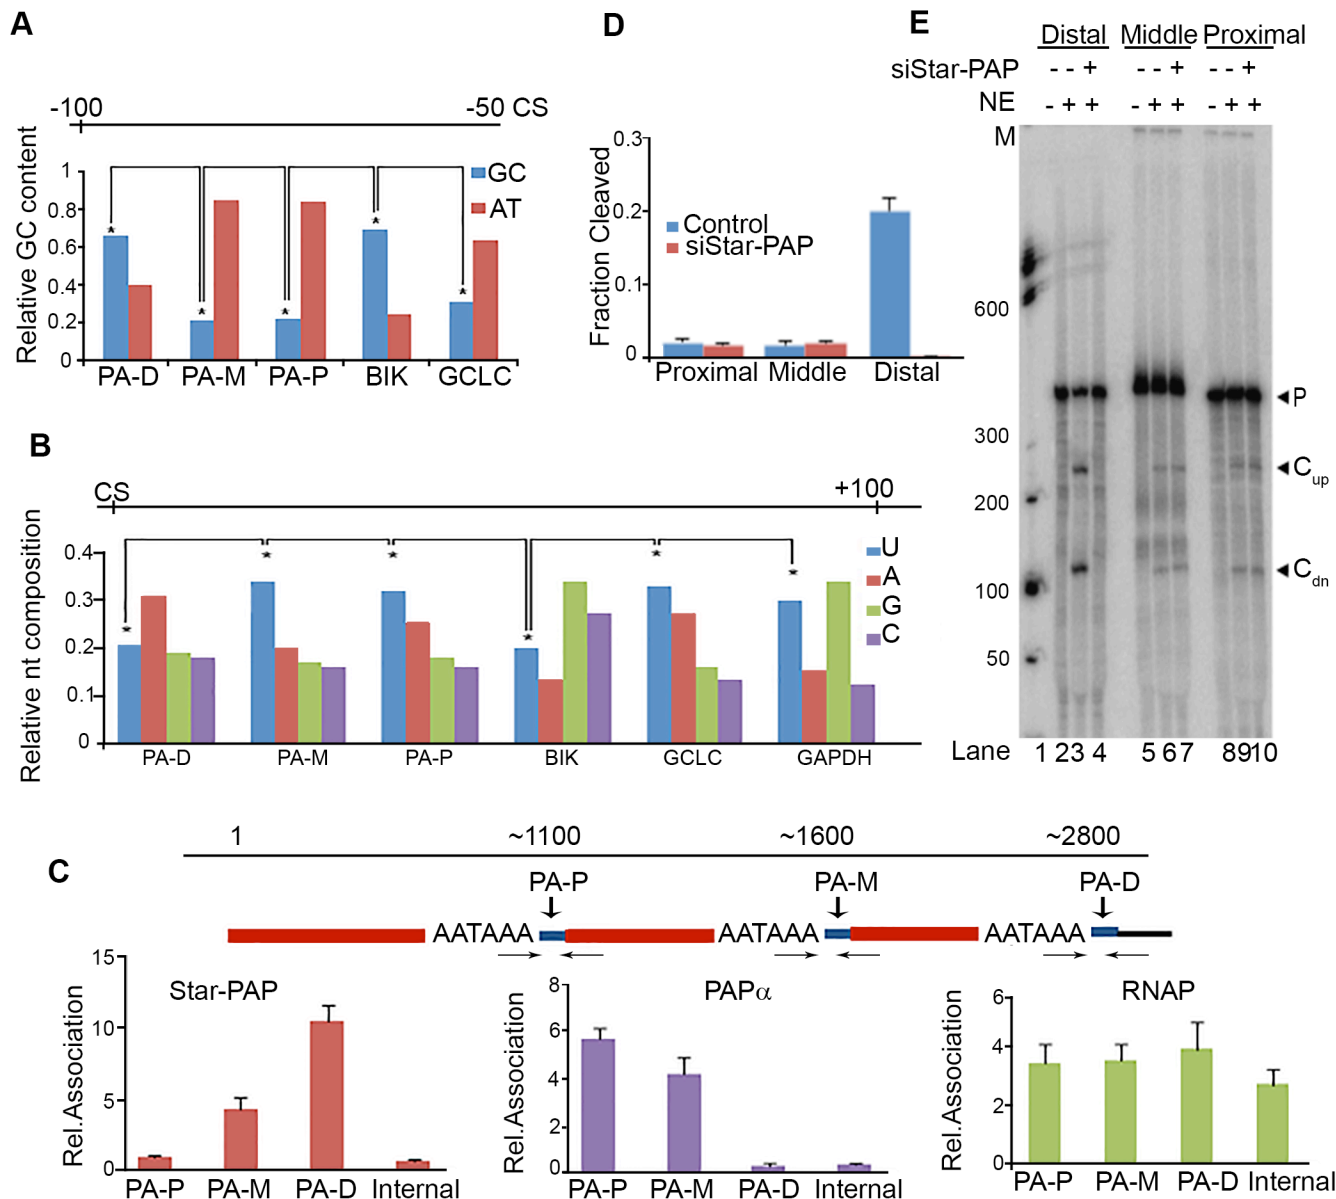 A
-100
-50 CS
Relative GC content
1
0.8
0.6
0.4
0.2
0
GC
AT
* * * * *
PA-D PA-M PA-P BIK GCLC
B
CS
+100
Relative nt composition
0.4
0.3
0.2
0.1
0
U
A
G
C
* * * * * *
PA-D PA-M PA-P BIK GCLC GAPDH
D
Fraction Cleaved
0.3
0.2
0.1
0
Control
siStar-PAP
Proximal Middle Distal
E
Distal Middle Proximal
siStar-PAP - - + - - + - - +
NE - + + - + + - + +
M
600
300
200
100
50
P
Cup
Cdn
Lane 1 2 3 4 5 6 7 8 9 10
C
1 ~1100 ~1600 ~2800
PA-P PA-M PA-D
AATAAA AATAAA AATAAA
Star-PAP
Rel.Association
15
10
5
0
PA-P PA-M PA-D Internal
PAPα
Rel.Association
8
6
4
2
0
PA-P PA-M PA-D Internal
RNAP
Rel.Association
6
4
2
0
PA-P PA-M PA-D Internal